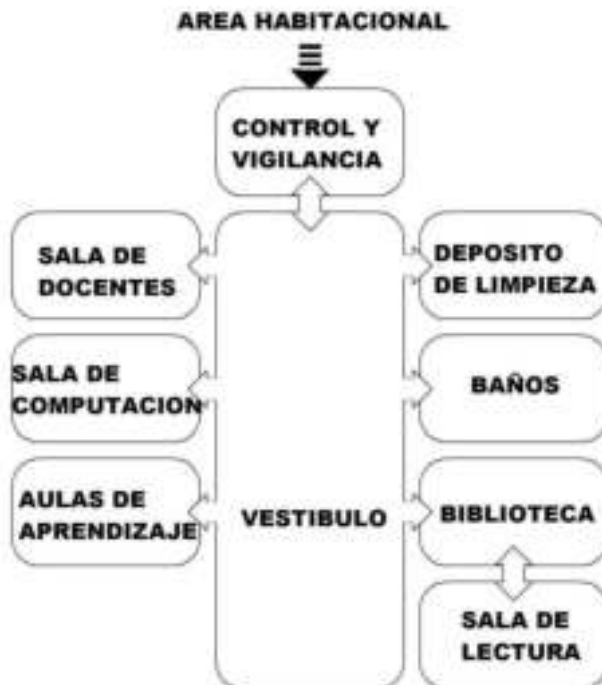 AREA HABITACIONAL
CONTROL Y
VIGILANCIA
SALA DE
DOCENTES
DEPOSITO
DE LIMPIEZA
SALA DE
COMPUTACION
BAÑOS
AULAS DE
APRENDIZAJE
VESTIBULO
BIBLIOTECA
SALA DE
LECTURA